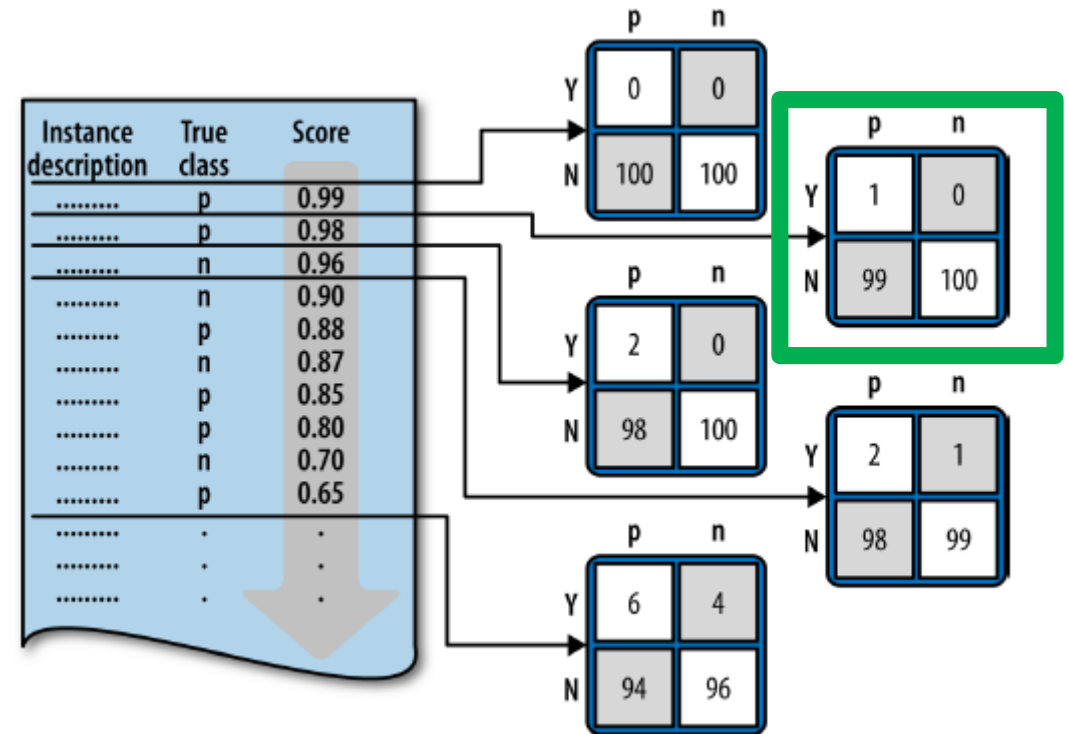 Instance description True class Score
......... p 0.99
......... p 0.98
......... n 0.96
......... n 0.90
......... p 0.88
......... n 0.87
......... p 0.85
......... p 0.80
......... n 0.70
......... p 0.65
......... . .
......... . .
......... . .
p n
Y 0 0
N 100 100
p n
Y 1 0
N 99 100
p n
Y 2 0
N 98 100
p n
Y 2 1
N 98 99
p n
Y 6 4
N 94 96